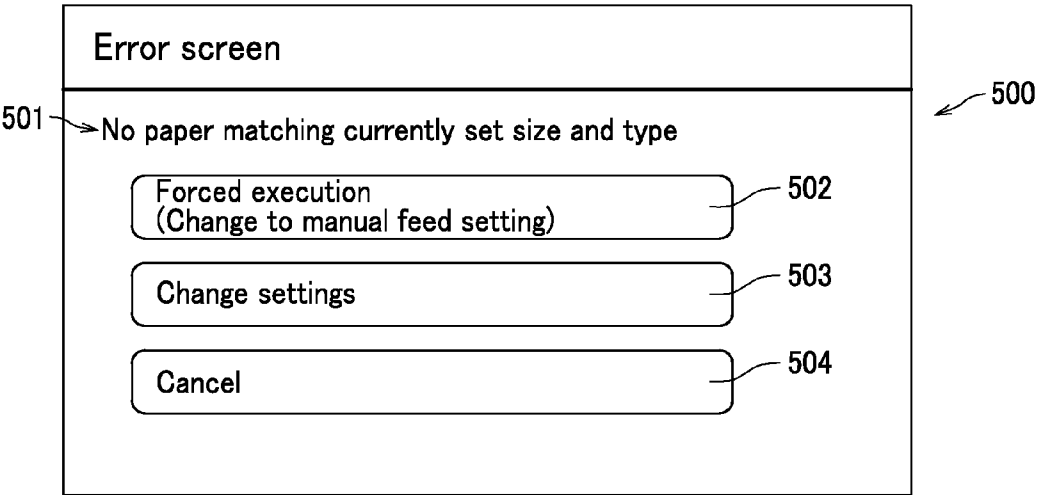 Error screen
500
501
No paper matching currently set size and type
Forced execution
(Change to manual feed setting)
502
Change settings
503
Cancel
504